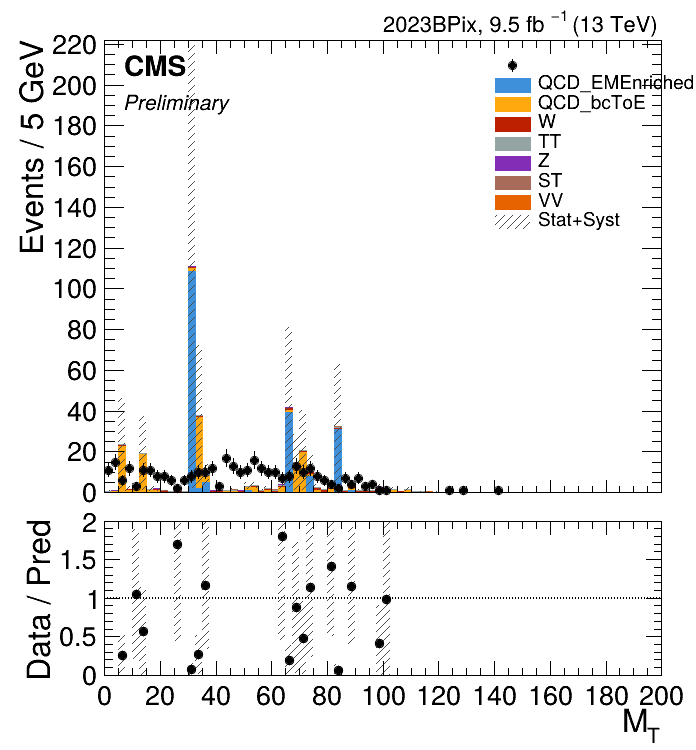 2023BPix, 9.5 fb⁻¹ (13 TeV)
CMS
Preliminary
QCD_EMEnriched
QCD_bcToE
W
TT
Z
ST
VV
Stat+Syst
Events / 5 GeV
220
200
180
160
140
120
100
80
60
40
20
0
Data / Pred
2
1.5
1
0.5
0
0 20 40 60 80 100 120 140 160 180 200
M_T